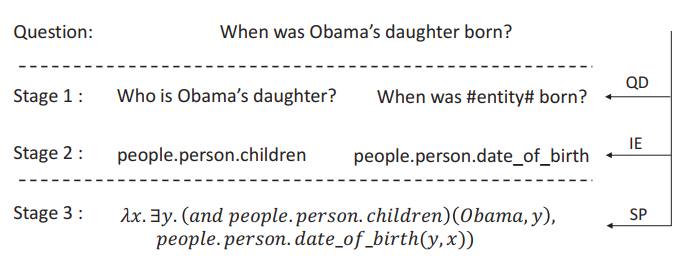 Question: When was Obama’s daughter born?
Stage 1 : Who is Obama’s daughter? When was #entity# born? QD
Stage 2 : people.person.children people.person.date_of_birth IE
Stage 3 : λx.∃y.(and people.person.children)(Obama,y), SP
people.person.date_of_birth(y,x))